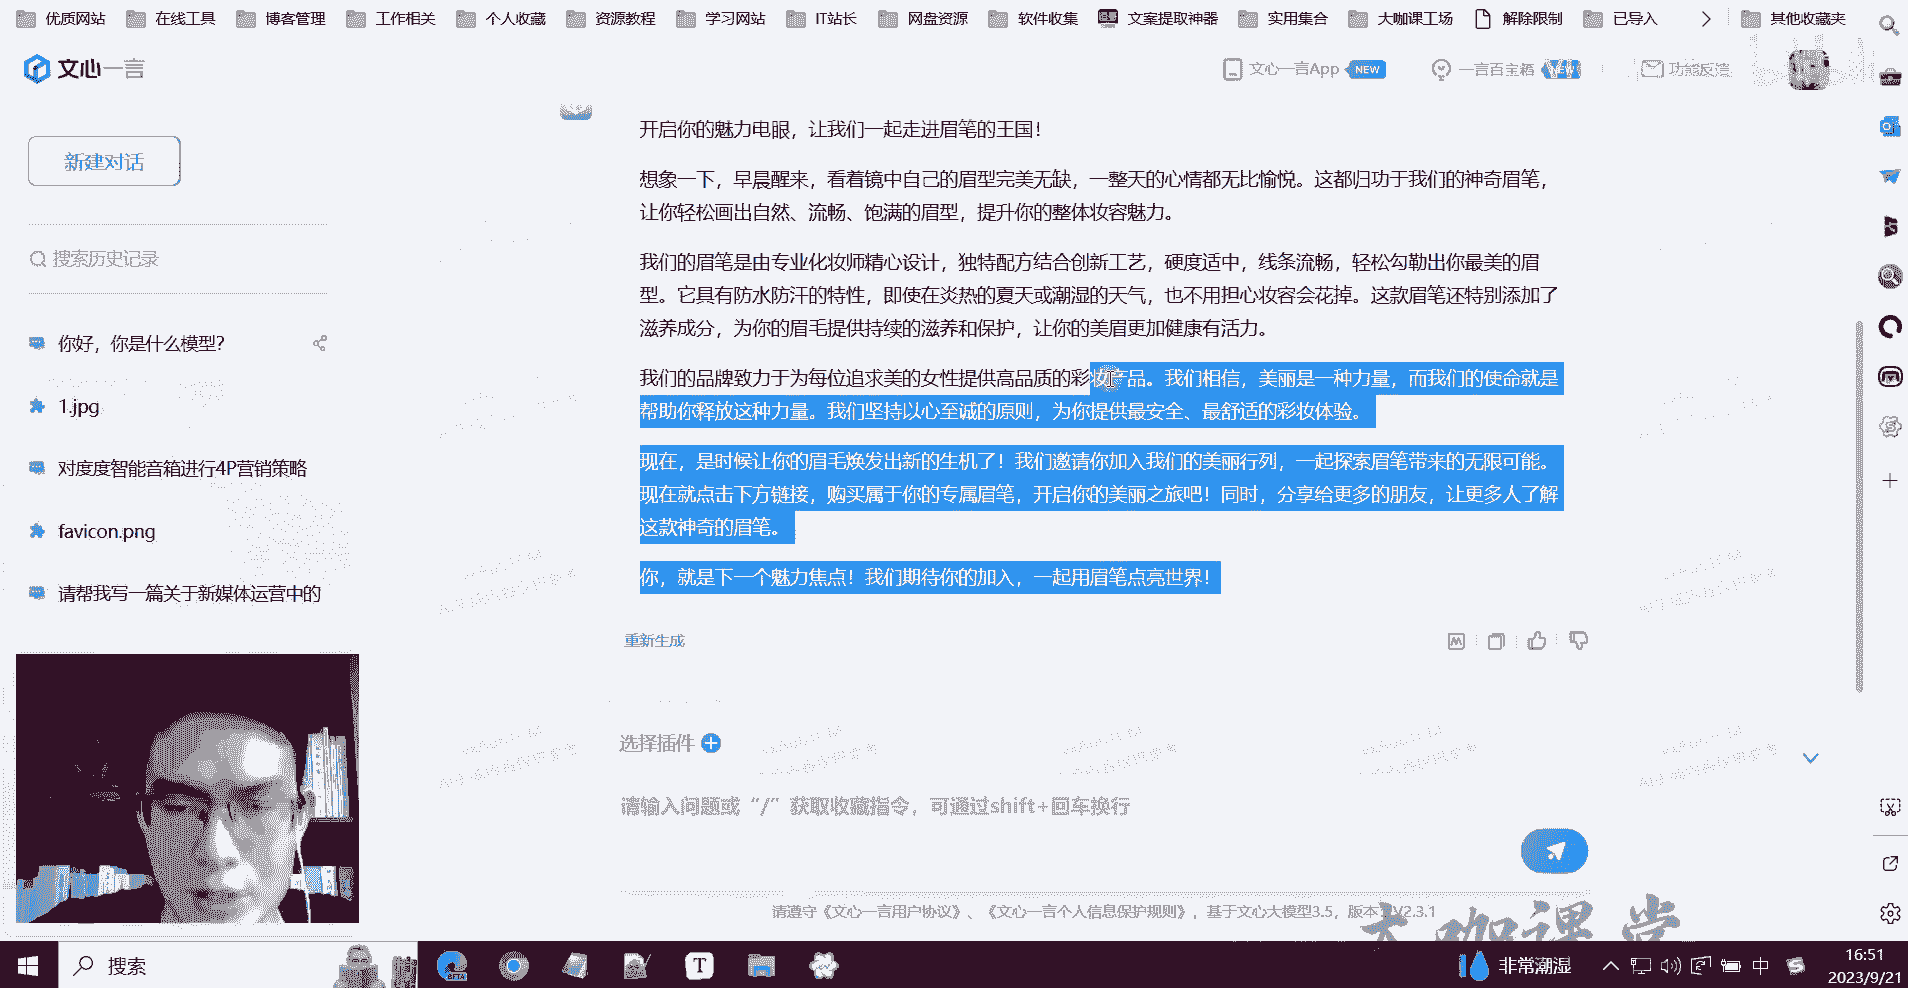 优质网站 在线工具 博客管理 工作相关 个人收藏 资源教程 学习网站 IT站长 网盘资源 软件收集 文案提取神器 实用集合 大咖课工场 解除限制 已导入 其他收藏夹
文心一言
文心一言App NEW 一言百宝箱 NEW 功能反馈
新建对话
搜索历史记录
你好，你是什么模型？
1.jpg
对度度智能音箱进行4P营销策略
favicon.png
请帮我写一篇关于新媒体运营中的
开启你的魅力电眼，让我们一起走进眉笔的王国！
想象一下，早晨醒来，看着镜中自己的眉型完美无缺，一整天的心情都无比愉悦。这都归功于我们的神奇眉笔，
让你轻松画出自然、流畅、饱满的眉型，提升你的整体妆容魅力。
我们的眉笔是由专业化妆师精心设计，独特配方结合创新工艺，硬度适中，线条流畅，轻松勾勒出你最美的眉
型。它具有防水防汗的特性，即使在炎热的夏天或潮湿的天气，也不用担心妆容会花掉。这款眉笔还特别添加了
滋养成分，为你的眉毛提供持续的滋养和保护，让你的美眉更加健康有活力。
我们的品牌致力于为每位追求美的女性提供高品质的彩妆产品。我们相信，美丽是一种力量，而我们的使命就是
帮助你释放这种力量。我们坚持以心至诚的原则，为你提供最安全、最舒适的彩妆体验。
现在，是时候让你的眉毛焕发出新的生机了！我们邀请你加入我们的美丽行列，一起探索眉笔带来的无限可能。
现在就点击下方链接，购买属于你的专属眉笔，开启你的美丽之旅吧！同时，分享给更多的朋友，让更多人了解
这款神奇的眉笔。
你，就是下一个魅力焦点！我们期待你的加入，一起用眉笔点亮世界！
重新生成
选择插件
请输入问题或“/”获取收藏指令，可通过shift+回车换行
请遵守《文心一言用户协议》、《文心一言个人信息保护规则》，基于文心大模型3.5，版本 V2.3.1
大咖课堂
搜索
BETA
T
非常潮湿
中
16:51
2023/9/21